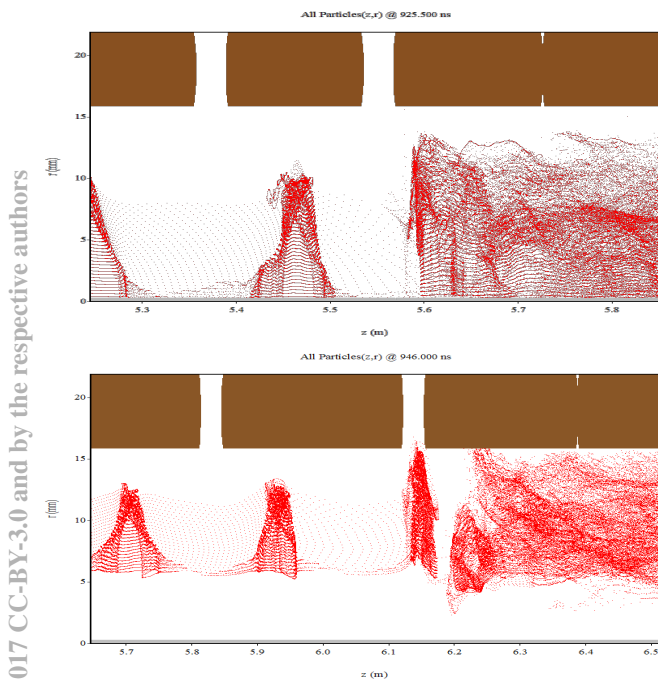 All Particles(z,r) @ 925.500 ns
20
15
10
5
0
r(mm)
5.3 5.4 5.5 5.6 5.7 5.8
z (m)
All Particles(z,r) @ 946.000 ns
20
15
10
5
0
r(mm)
5.7 5.8 5.9 6.0 6.1 6.2 6.3 6.4 6.5
z (m)
017 CC-BY-3.0 and by the respective authors